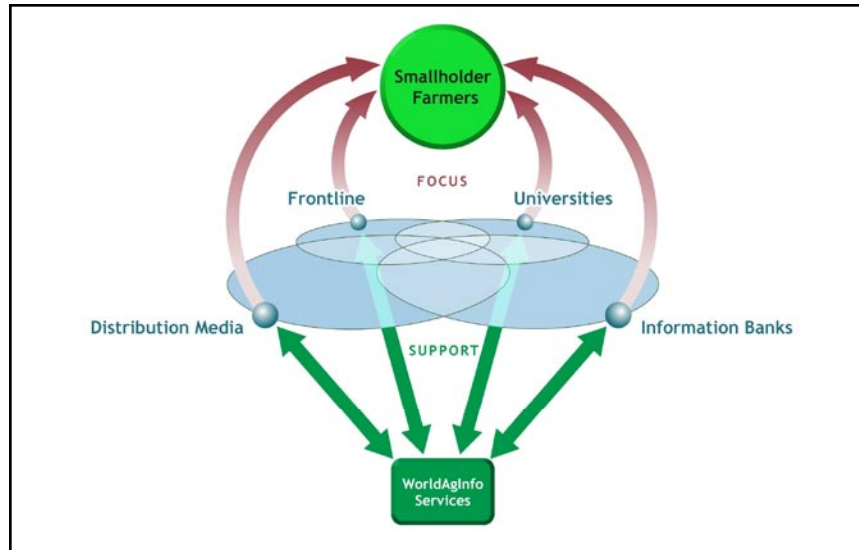 Smallholder
Farmers
FOCUS
Frontline
Universities
Distribution Media
Information Banks
SUPPORT
WorldAgInfo
Services